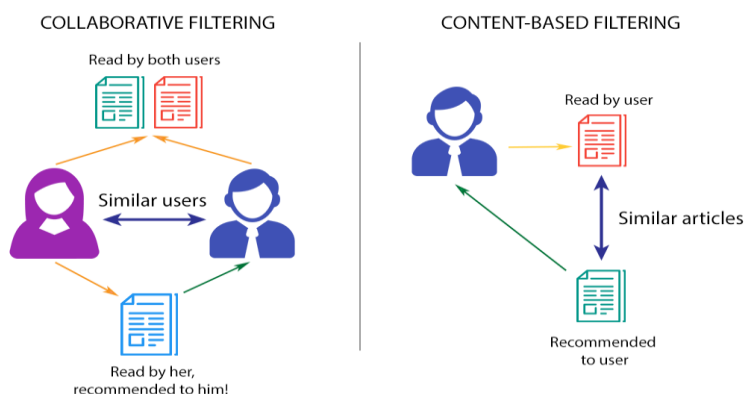 COLLABORATIVE FILTERING
Read by both users
Similar users
Read by her,
recommended to him!
CONTENT-BASED FILTERING
Read by user
Similar articles
Recommended
to user